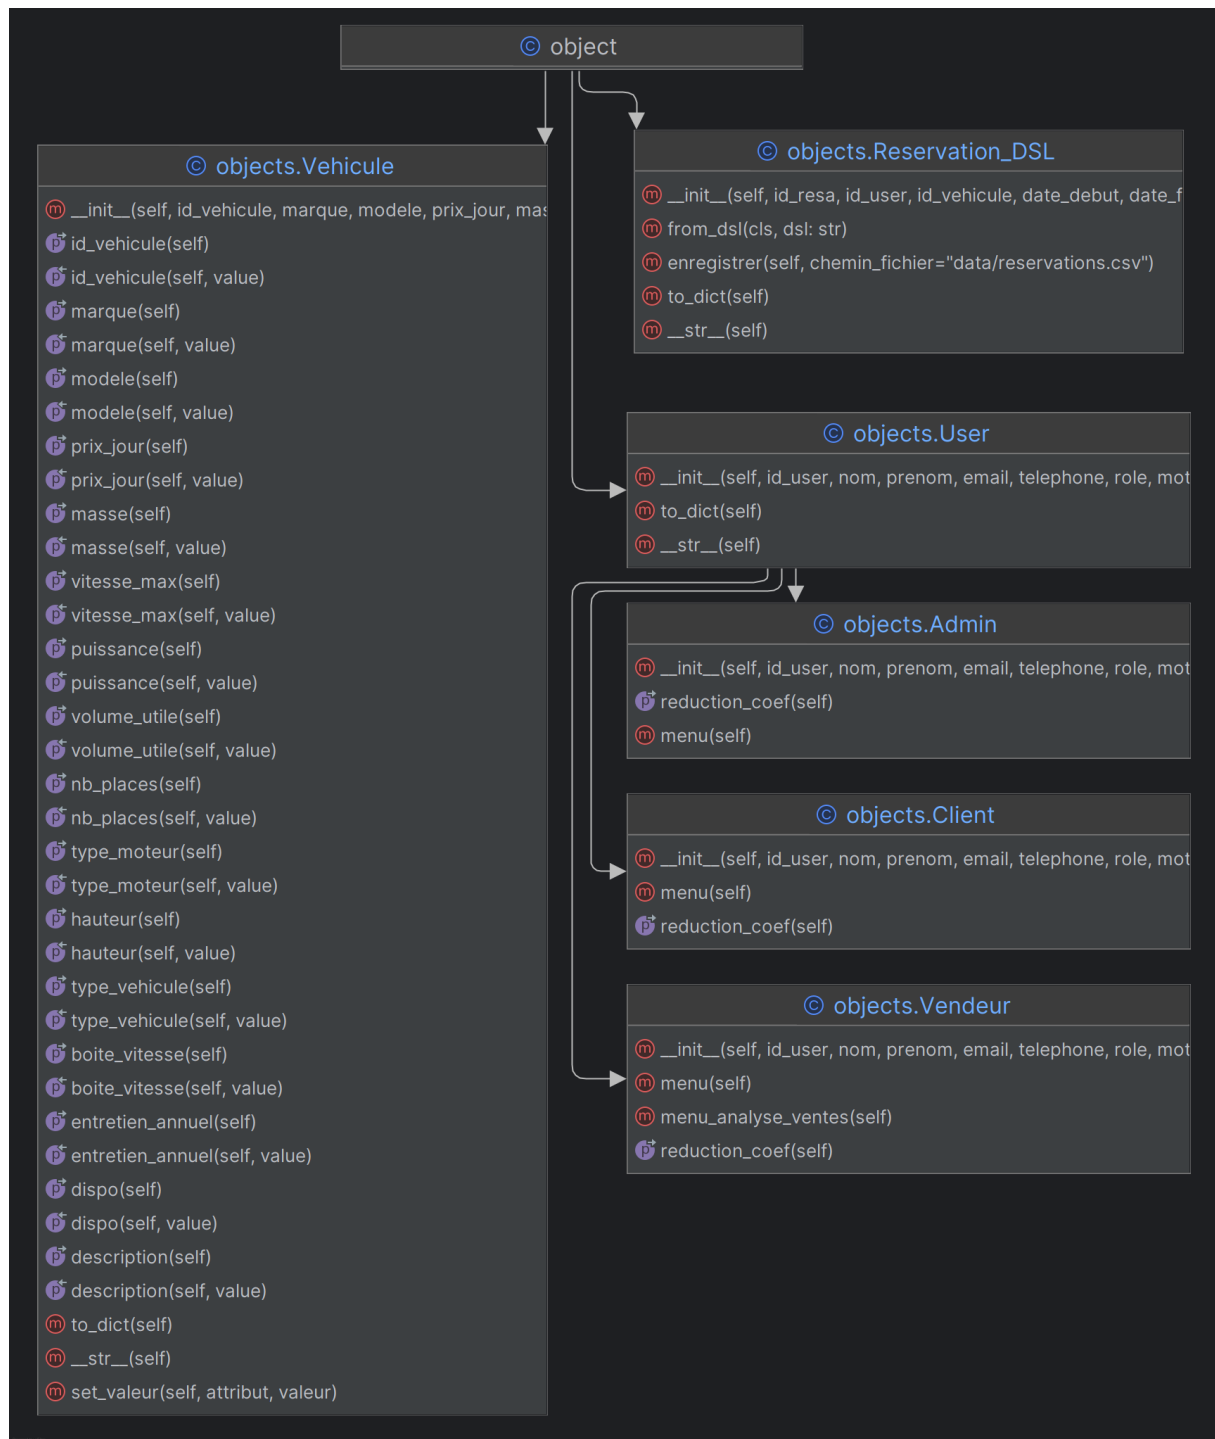 object
objects.Vehicule
__init__(self, id_vehicule, marque, modele, prix_jour, mas
id_vehicule(self)
id_vehicule(self, value)
marque(self)
marque(self, value)
modele(self)
modele(self, value)
prix_jour(self)
prix_jour(self, value)
masse(self)
masse(self, value)
vitesse_max(self)
vitesse_max(self, value)
puissance(self)
puissance(self, value)
volume_utile(self)
volume_utile(self, value)
nb_places(self)
nb_places(self, value)
type_moteur(self)
type_moteur(self, value)
hauteur(self)
hauteur(self, value)
type_vehicule(self)
type_vehicule(self, value)
boite_vitesse(self)
boite_vitesse(self, value)
entretien_annuel(self)
entretien_annuel(self, value)
dispo(self)
dispo(self, value)
description(self)
description(self, value)
to_dict(self)
__str__(self)
set_valeur(self, attribut, valeur)
objects.Reservation_DSL
__init__(self, id_resa, id_user, id_vehicule, date_debut, date_f
from_dsl(cls, dsl: str)
enregistrer(self, chemin_fichier="data/reservations.csv")
to_dict(self)
__str__(self)
objects.User
__init__(self, id_user, nom, prenom, email, telephone, role, mot
to_dict(self)
__str__(self)
objects.Admin
__init__(self, id_user, nom, prenom, email, telephone, role, mot
reduction_coef(self)
menu(self)
objects.Client
__init__(self, id_user, nom, prenom, email, telephone, role, mot
menu(self)
reduction_coef(self)
objects.Vendeur
__init__(self, id_user, nom, prenom, email, telephone, role, mot
menu(self)
menu_analyse_ventes(self)
reduction_coef(self)